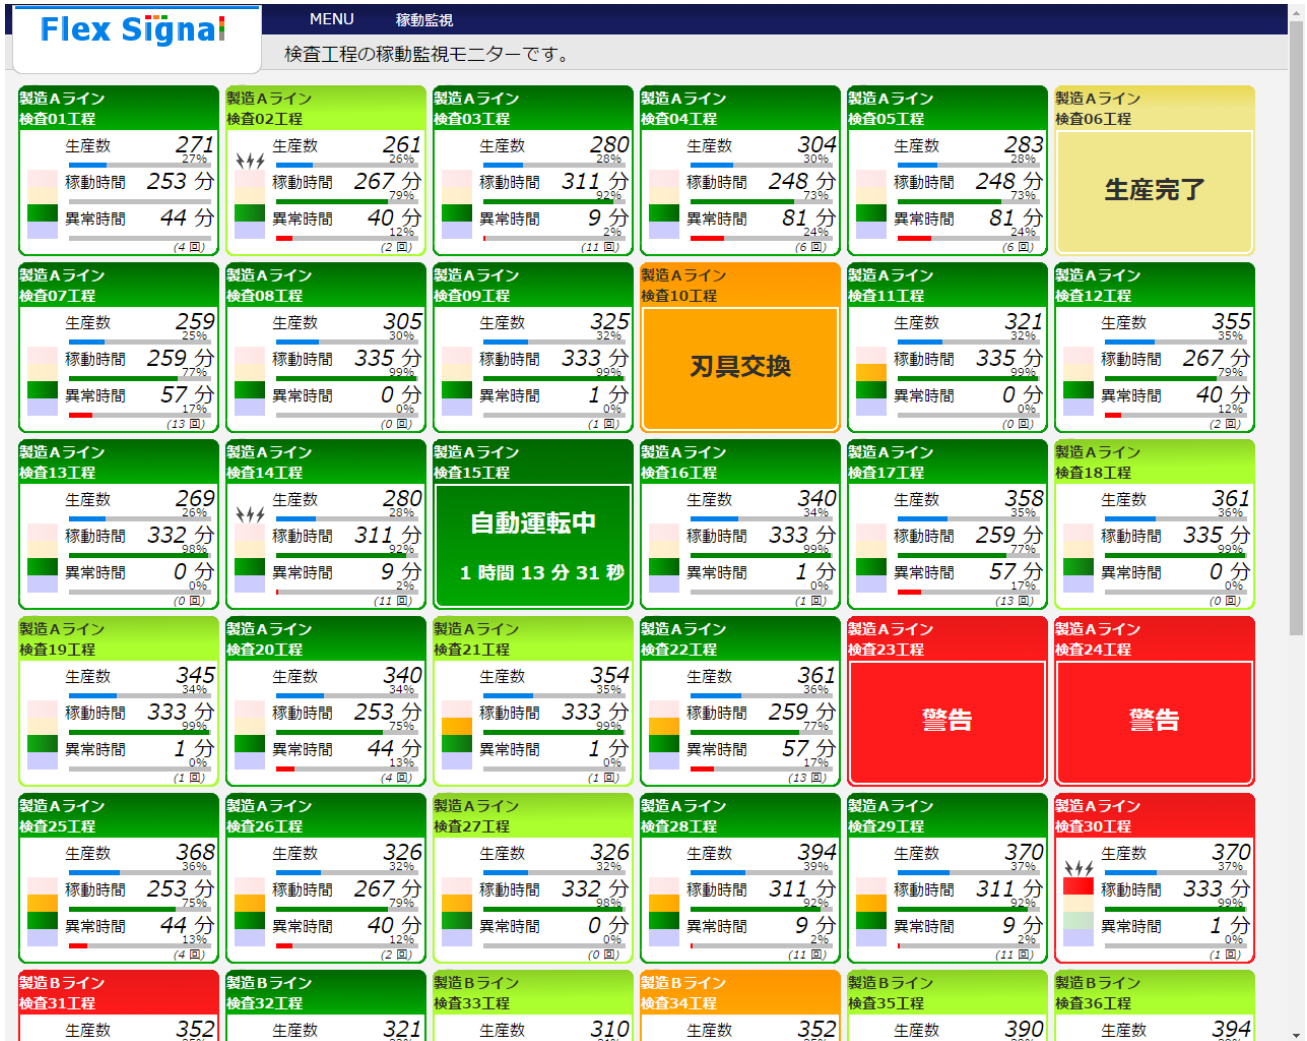 Flex Signal
MENU 稼動監視
検査工程の稼動監視モニターです。
製造Aライン
検査01工程
生産数 271
27%
稼動時間 253 分
異常時間 44 分
(4 回)
製造Aライン
検査02工程
生産数 261
26%
稼動時間 267 分
79%
異常時間 40 分
12%
(2 回)
製造Aライン
検査03工程
生産数 280
28%
稼動時間 311 分
92%
異常時間 9 分
2%
(11 回)
製造Aライン
検査04工程
生産数 304
30%
稼動時間 248 分
73%
異常時間 81 分
24%
(6 回)
製造Aライン
検査05工程
生産数 283
28%
稼動時間 248 分
73%
異常時間 81 分
24%
(6 回)
製造Aライン
検査06工程
生産完了
製造Aライン
検査07工程
生産数 259
25%
稼動時間 259 分
77%
異常時間 57 分
17%
(13 回)
製造Aライン
検査08工程
生産数 305
30%
稼動時間 335 分
99%
異常時間 0 分
0%
(0 回)
製造Aライン
検査09工程
生産数 325
32%
稼動時間 333 分
99%
異常時間 1 分
0%
(1 回)
製造Aライン
検査10工程
刃具交換
製造Aライン
検査11工程
生産数 321
32%
稼動時間 335 分
99%
異常時間 0 分
0%
(0 回)
製造Aライン
検査12工程
生産数 355
35%
稼動時間 267 分
79%
異常時間 40 分
12%
(2 回)
製造Aライン
検査13工程
生産数 269
26%
稼動時間 332 分
98%
異常時間 0 分
0%
(0 回)
製造Aライン
検査14工程
生産数 280
28%
稼動時間 311 分
92%
異常時間 9 分
2%
(11 回)
製造Aライン
検査15工程
自動運転中
1 時間 13 分 31 秒
製造Aライン
検査16工程
生産数 340
34%
稼動時間 333 分
99%
異常時間 1 分
0%
(1 回)
製造Aライン
検査17工程
生産数 358
35%
稼動時間 259 分
77%
異常時間 57 分
17%
(13 回)
製造Aライン
検査18工程
生産数 361
36%
稼動時間 335 分
99%
異常時間 0 分
0%
(0 回)
製造Aライン
検査19工程
生産数 345
34%
稼動時間 333 分
99%
異常時間 1 分
0%
(1 回)
製造Aライン
検査20工程
生産数 340
34%
稼動時間 253 分
75%
異常時間 44 分
13%
(4 回)
製造Aライン
検査21工程
生産数 354
35%
稼動時間 333 分
99%
異常時間 1 分
0%
(1 回)
製造Aライン
検査22工程
生産数 361
36%
稼動時間 259 分
77%
異常時間 57 分
17%
(13 回)
製造Aライン
検査23工程
警告
製造Aライン
検査24工程
警告
製造Aライン
検査25工程
生産数 368
36%
稼動時間 253 分
75%
異常時間 44 分
13%
(4 回)
製造Aライン
検査26工程
生産数 326
32%
稼動時間 267 分
79%
異常時間 40 分
12%
(2 回)
製造Aライン
検査27工程
生産数 326
32%
稼動時間 332 分
98%
異常時間 0 分
0%
(0 回)
製造Aライン
検査28工程
生産数 394
39%
稼動時間 311 分
92%
異常時間 9 分
2%
(11 回)
製造Aライン
検査29工程
生産数 370
37%
稼動時間 311 分
92%
異常時間 9 分
2%
(11 回)
製造Aライン
検査30工程
生産数 370
37%
稼動時間 333 分
99%
異常時間 1 分
0%
(1 回)
製造Bライン
検査31工程
生産数 352
製造Bライン
検査32工程
生産数 321
製造Bライン
検査33工程
生産数 310
製造Bライン
検査34工程
生産数 352
製造Bライン
検査35工程
生産数 390
製造Bライン
検査36工程
生産数 394